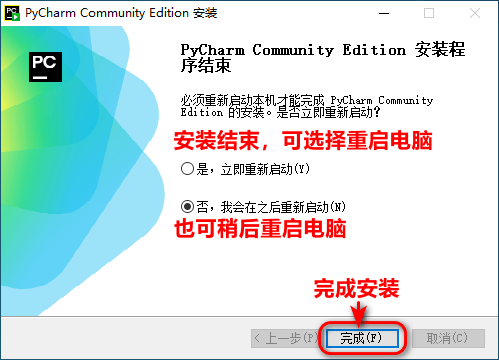 PyCharm Community Edition 安装
PC
PyCharm Community Edition 安装程
序结束
必须重新启动本机才能完成 PyCharm Community
Edition 的安装。是否立即重新启动?
安装结束，可选择重启电脑
是，立即重新启动(Y)
否，我会在之后重新启动(N)
也可稍后重启电脑
完成安装
< 上一步(P)
完成(F)
取消(C)